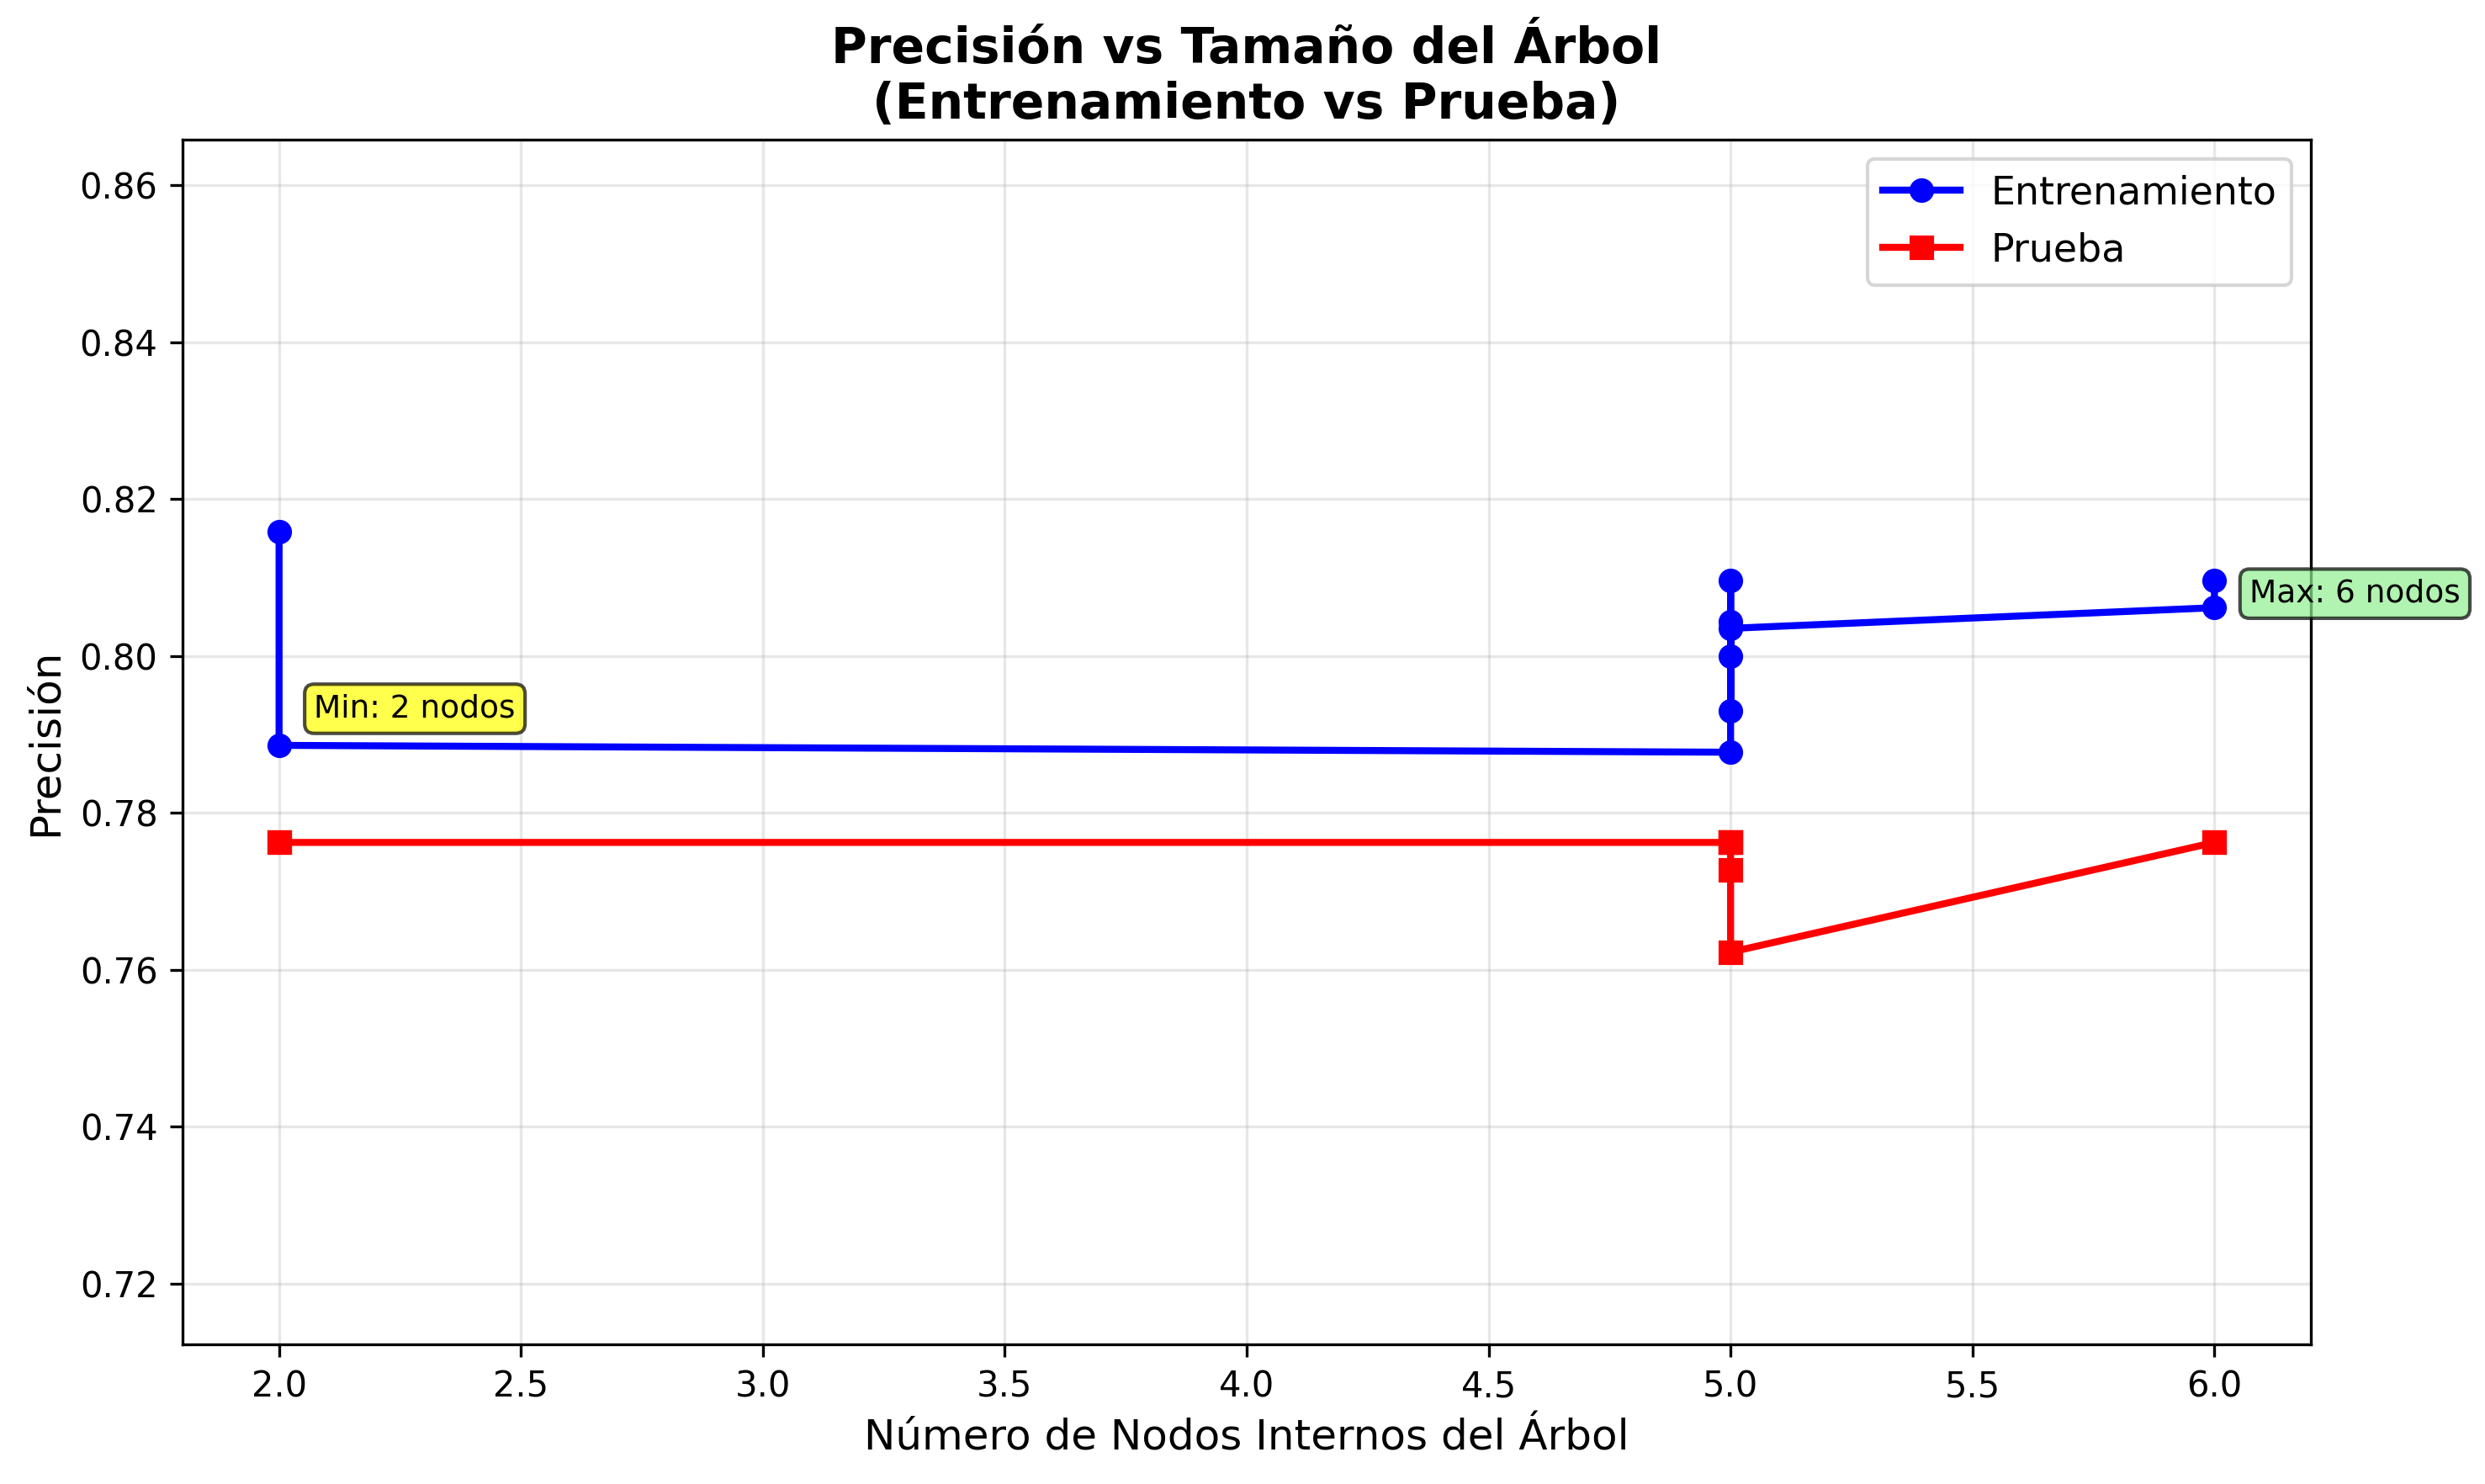 Precisión vs Tamaño del Árbol
(Entrenamiento vs Prueba)
Entrenamiento
Prueba
Precisión
0.86
0.84
0.82
0.80
0.78
0.76
0.74
0.72
Min: 2 nodos
Max: 6 nodos
2.0 2.5 3.0 3.5 4.0 4.5 5.0 5.5 6.0
Número de Nodos Internos del Árbol